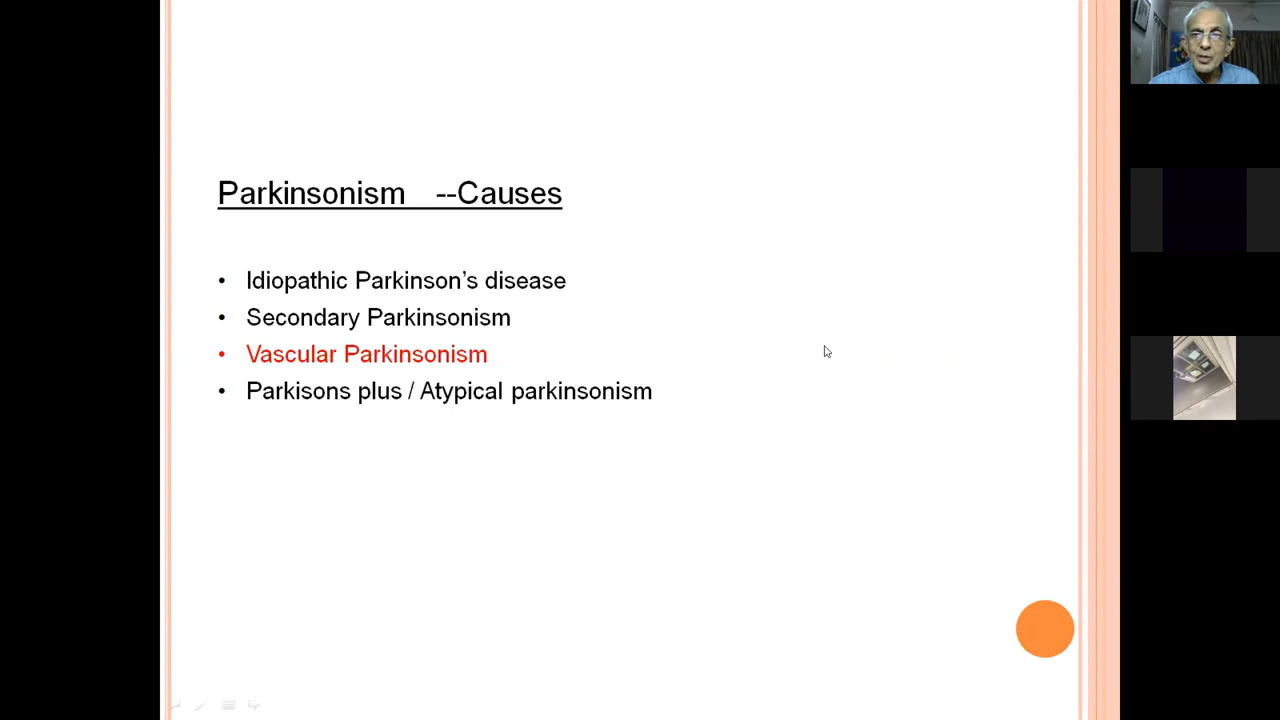 Parkinsonism --Causes
• Idiopathic Parkinson’s disease
• Secondary Parkinsonism
• Vascular Parkinsonism
• Parkisons plus / Atypical parkinsonism